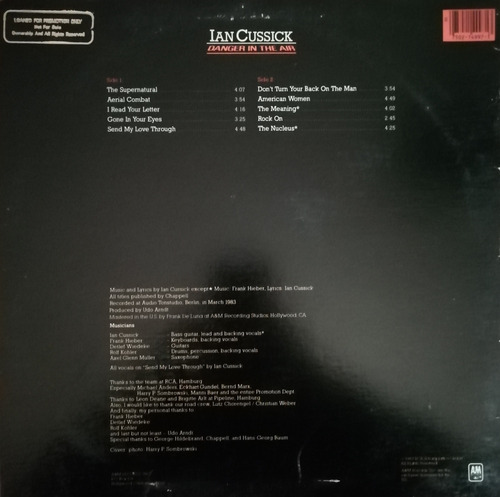 LOANED FOR PROMOTION ONLY
Not For Sale
Ownership And All Rights Reserved
IAN CUSSICK
DANGER IN THE AIR
Side 1
The Supernatural 4:07
Aerial Combat 3:54
I Read Your Letter 4:16
Gone In Your Eyes 3:25
Send My Love Through 4:48
Side 2
Don't Turn Your Back On The Man 3:54
American Women 4:49
The Meaning* 4:02
Rock On 2:45
The Nucleus* 4:25
Music and Lyrics by Ian Cussick except* Music: Frank Hieber, Lyrics: Ian Cussick
All titles published by Chappell
Recorded at Audio Tonstudio, Berlin, in March 1983
Produced by Udo Arndt
Mastered in the U.S. by Frank De Luna at A&M Recording Studios Hollywood, CA
Musicians
Ian Cussick - Bass guitar, lead and backing vocals*
Frank Hieber - Keyboards, backing vocals
Detlef Wiedeke - Guitars
Rolf Köhler - Drums, percussion, backing vocals
Axel Glenn Müller - Saxophone
All vocals on "Send My Love Through" by Ian Cussick
Thanks to the team at RCA, Hamburg
Especially Michael Anders, Eckhart Gundel, Bernd Marx,
Harry P. Sombrowski, Manni Baer and the entire Promotion Dept
Thanks to Leon Deane and Brigitte Arlt at Pipeline, Hamburg
Also, I would like to thank our road crew, Lutz Chorengel / Christian Weber
And finally, my personal thanks to:
Frank Hieber
Detlef Wiedeke
Rolf Köhler
and last but not least - Udo Arndt
Special thanks to George Hildebrand, Chappell, and Hans Georg Baum
Cover photo: Harry P. Sombrowski
A&M